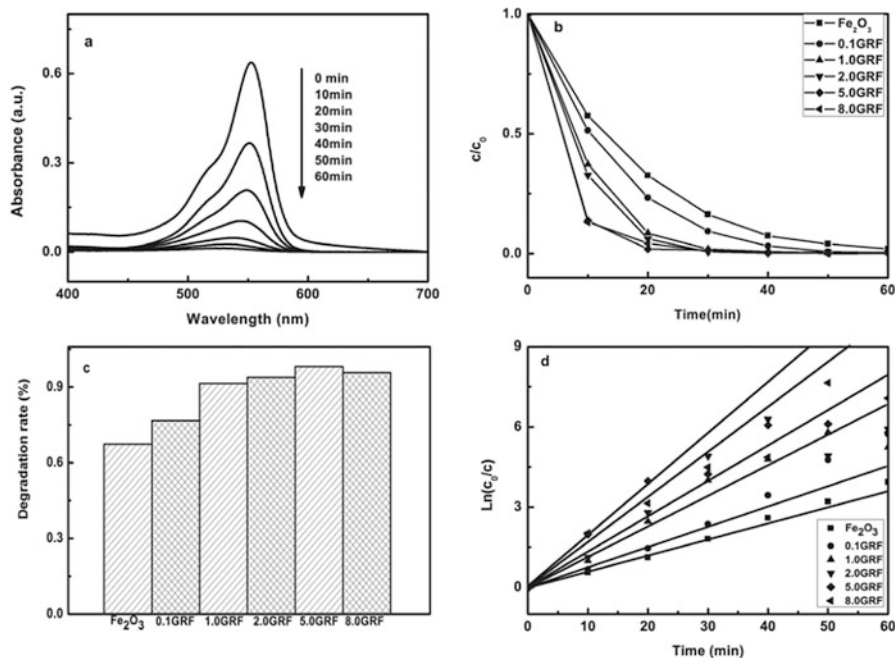 a
0.6
0.3
0.0
Absorbance (a.u.)
0 min
10min
20min
30min
40min
50min
60min
400
500
600
700
Wavelength (nm)
b
1.0
0.5
0.0
c/c0
Fe2O3
0.1GRF
1.0GRF
2.0GRF
5.0GRF
8.0GRF
0
10
20
30
40
50
60
Time(min)
c
0.9
0.6
0.3
0.0
Degradation rate (%)
Fe2O3
0.1GRF
1.0GRF
2.0GRF
5.0GRF
8.0GRF
d
9
6
3
0
Ln(c0/c)
Fe2O3
0.1GRF
1.0GRF
2.0GRF
5.0GRF
8.0GRF
0
10
20
30
40
50
60
Time (min)